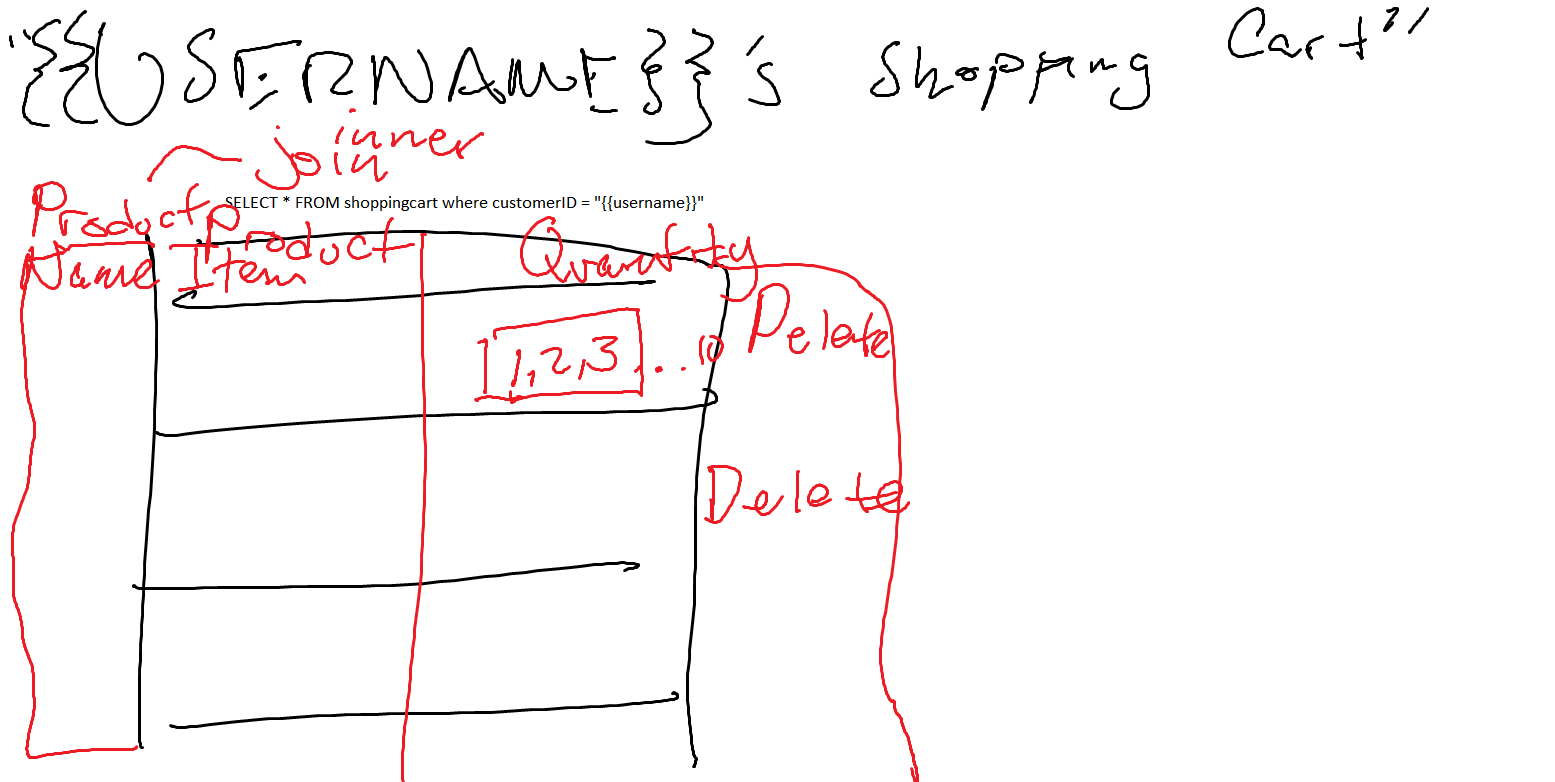 "{{USERNAME}}'s Shopping Cart"
inner
join
SELECT * FROM shoppingcart where customerID = "{{username}}"
Product Name
Product Item
Quantity
1,2,3...10
Delete
Delete